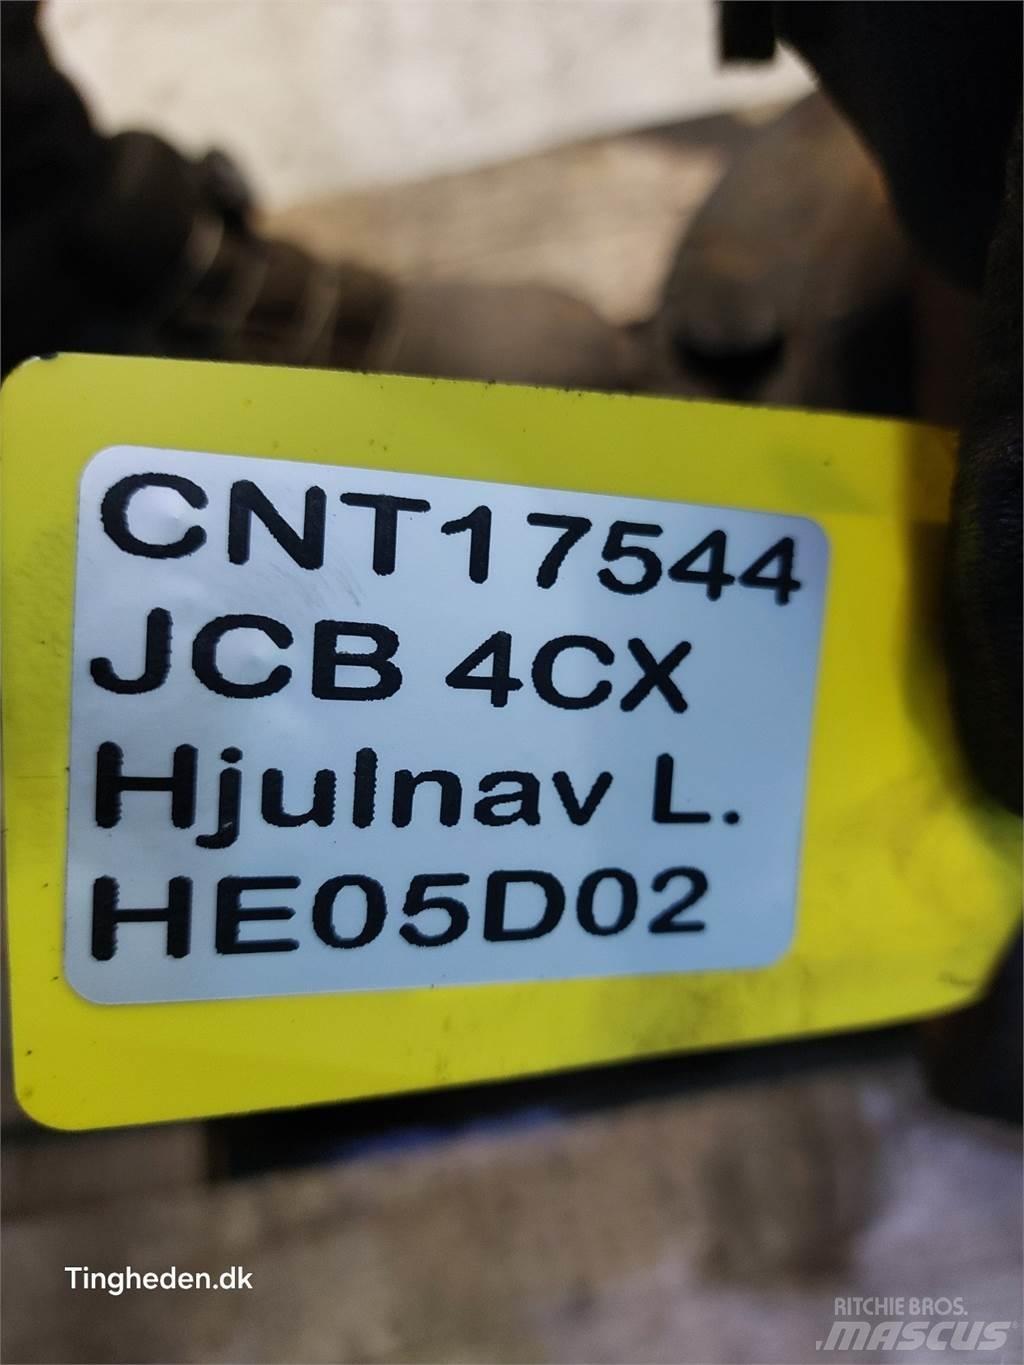 CNT17544
JCB 4CX
Hjulnav L.
HE05D02
Tingheden.dk
RITCHIE BROS.
MASCUS